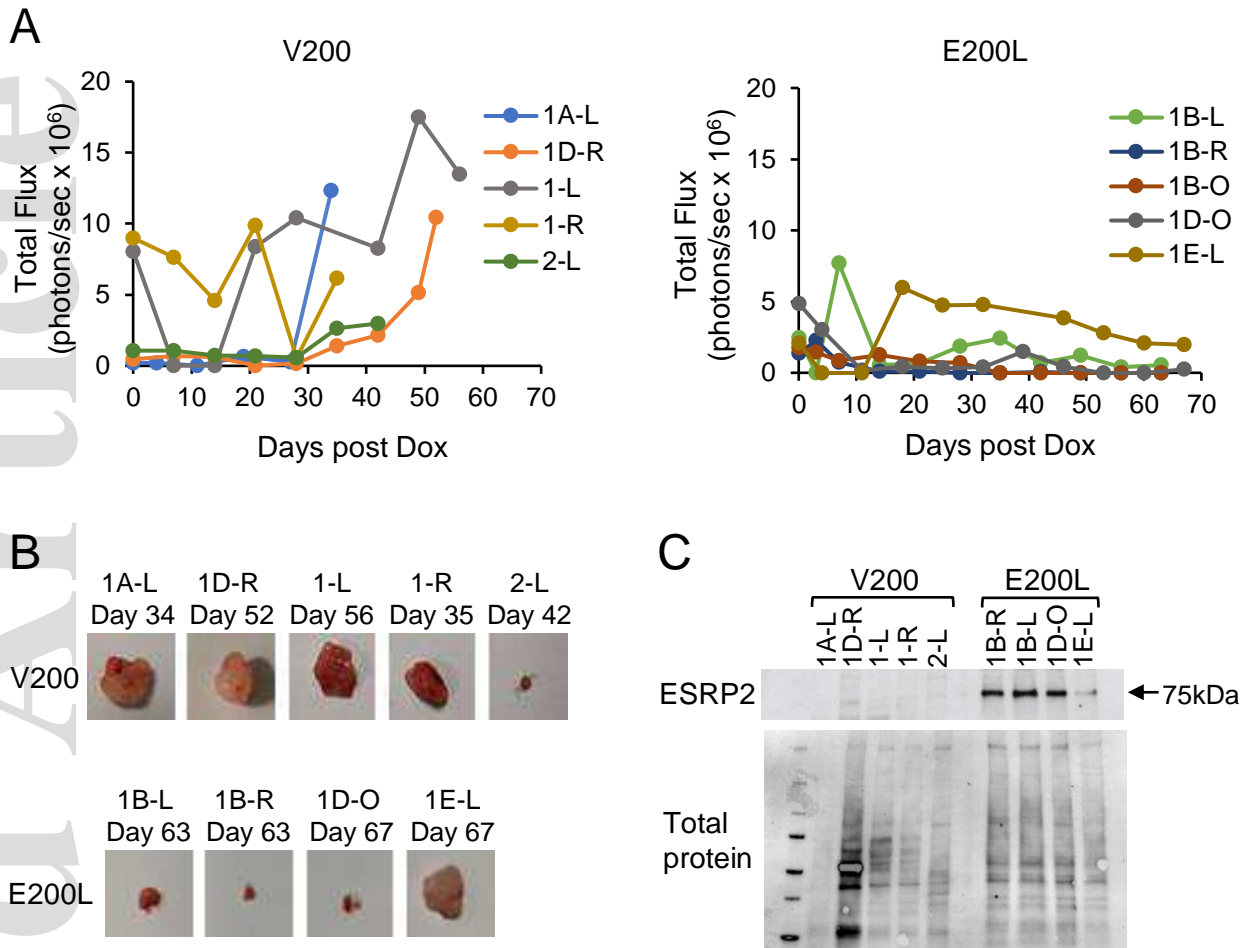 A
V200
20
15
10
5
0
Total Flux
(photons/sec x 10⁶)
0 10 20 30 40 50 60 70
Days post Dox
1A-L
1D-R
1-L
1-R
2-L
E200L
20
15
10
5
0
Total Flux
(photons/sec x 10⁶)
0 10 20 30 40 50 60 70
Days post Dox
1B-L
1B-R
1B-O
1D-O
1E-L
B
1A-L 1D-R 1-L 1-R 2-L
Day 34 Day 52 Day 56 Day 35 Day 42
V200
1B-L 1B-R 1D-O 1E-L
Day 63 Day 63 Day 67 Day 67
E200L
C
V200 E200L
1A-L 1D-R 1-L 1-R 2-L 1B-R 1B-L 1D-O 1E-L
ESRP2 75kDa
Total
protein